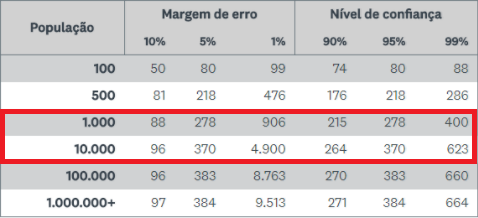 População Margem de erro Nível de confiança
10% 5% 1% 90% 95% 99%
100 50 80 99 74 80 88
500 81 218 476 176 218 286
1.000 88 278 906 215 278 400
10.000 96 370 4.900 264 370 623
100.000 96 383 8.763 270 383 660
1.000.000+ 97 384 9.513 271 384 664